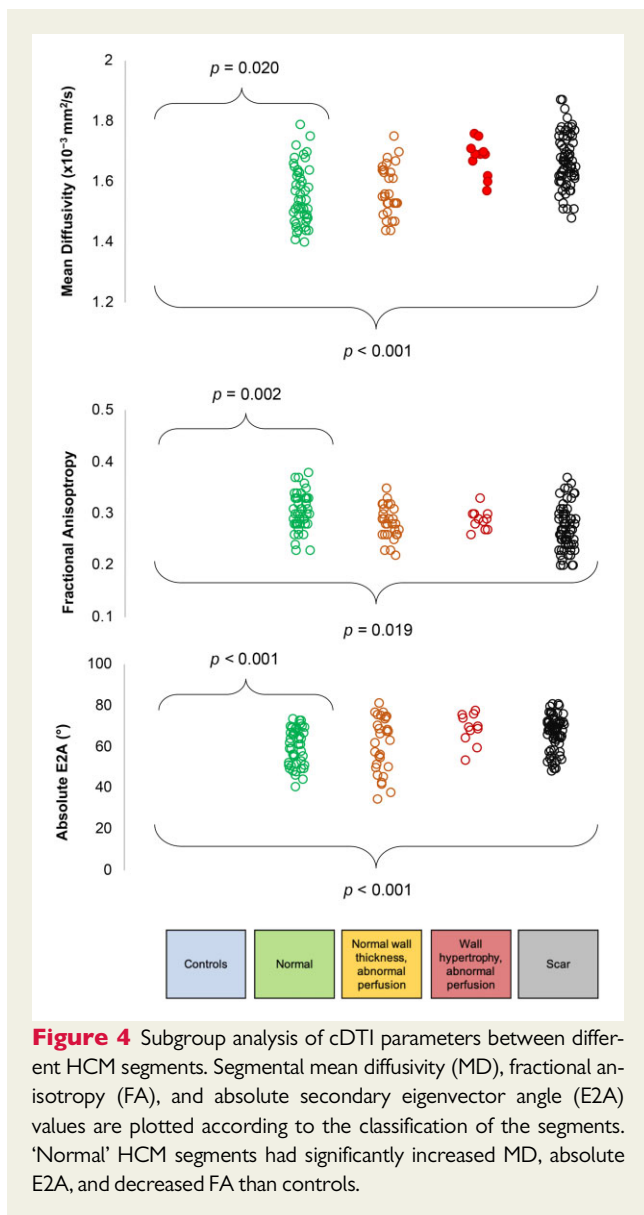 2
p = 0.020
1.8
1.6
1.4
1.2
Mean Diffusivity (x10⁻³ mm²/s)
p < 0.001
0.5
p = 0.002
0.4
0.3
0.2
0.1
Fractional Anisoptropy
p = 0.019
100
p < 0.001
80
60
40
20
0
Absolute E2A (°)
p < 0.001
Controls
Normal
Normal wall
thickness,
abnormal
perfusion
Wall
hypertrophy,
abnormal
perfusion
Scar
Figure 4 Subgroup analysis of cDTI parameters between differ-
ent HCM segments. Segmental mean diffusivity (MD), fractional an-
isotropy (FA), and absolute secondary eigenvector angle (E2A)
values are plotted according to the classification of the segments.
‘Normal’ HCM segments had significantly increased MD, absolute
E2A, and decreased FA than controls.